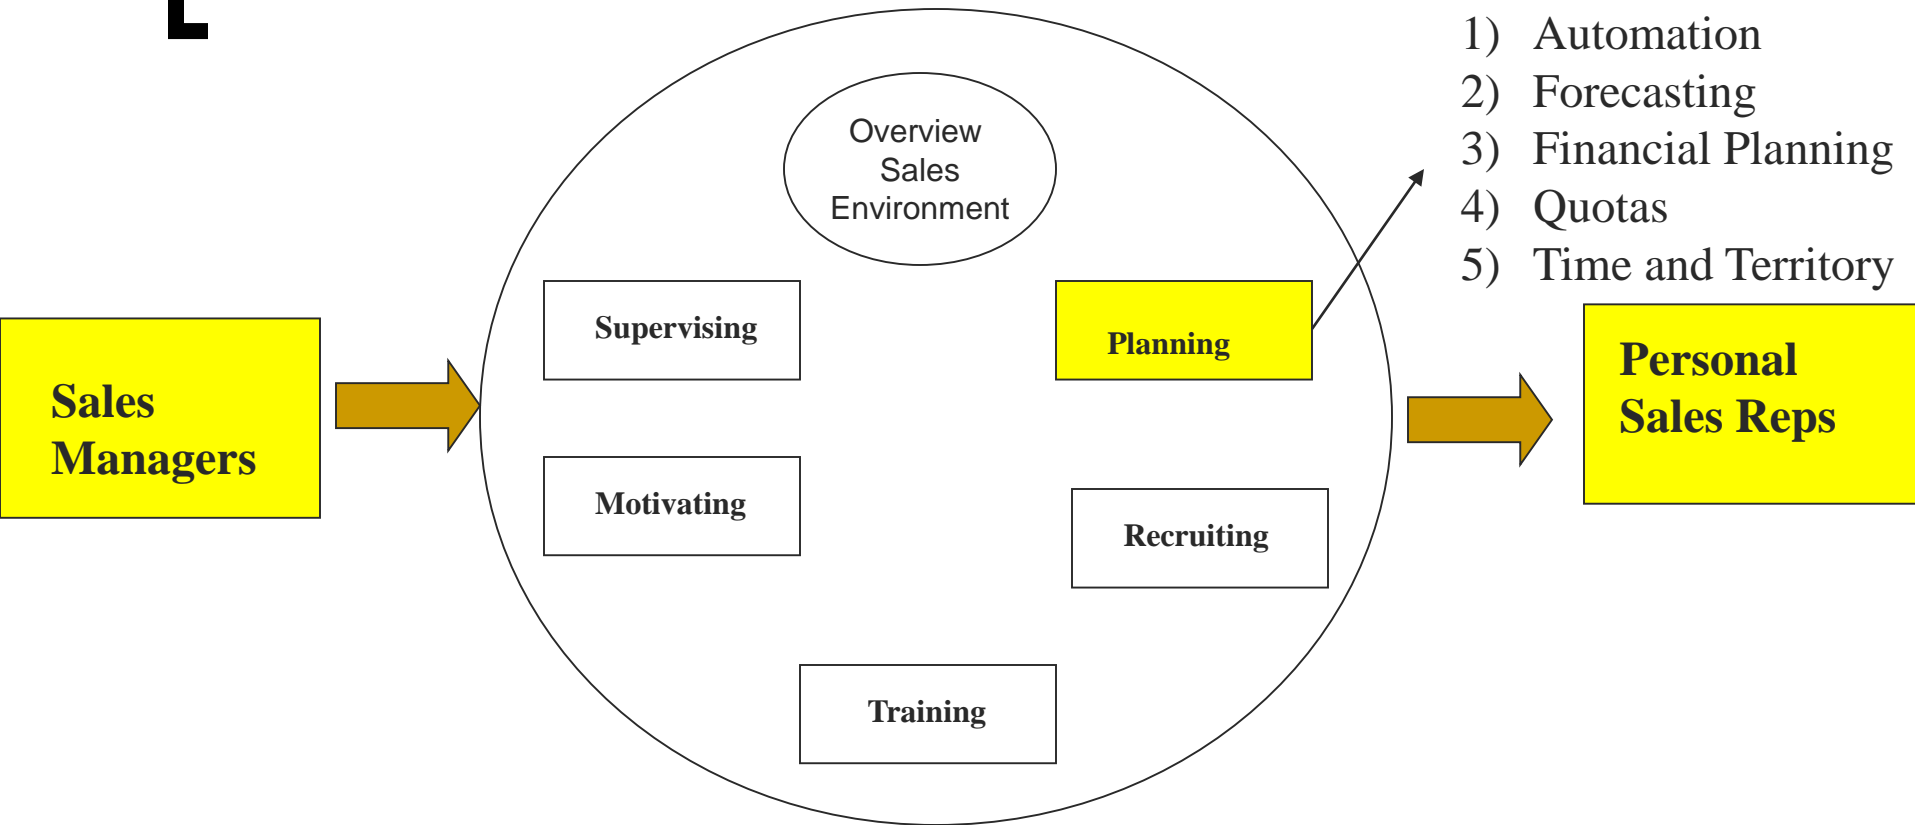 1) Automation
2) Forecasting
3) Financial Planning
4) Quotas
5) Time and Territory
Overview
Sales
Environment
Supervising
Planning
Sales
Managers
Personal
Sales Reps
Motivating
Recruiting
Training